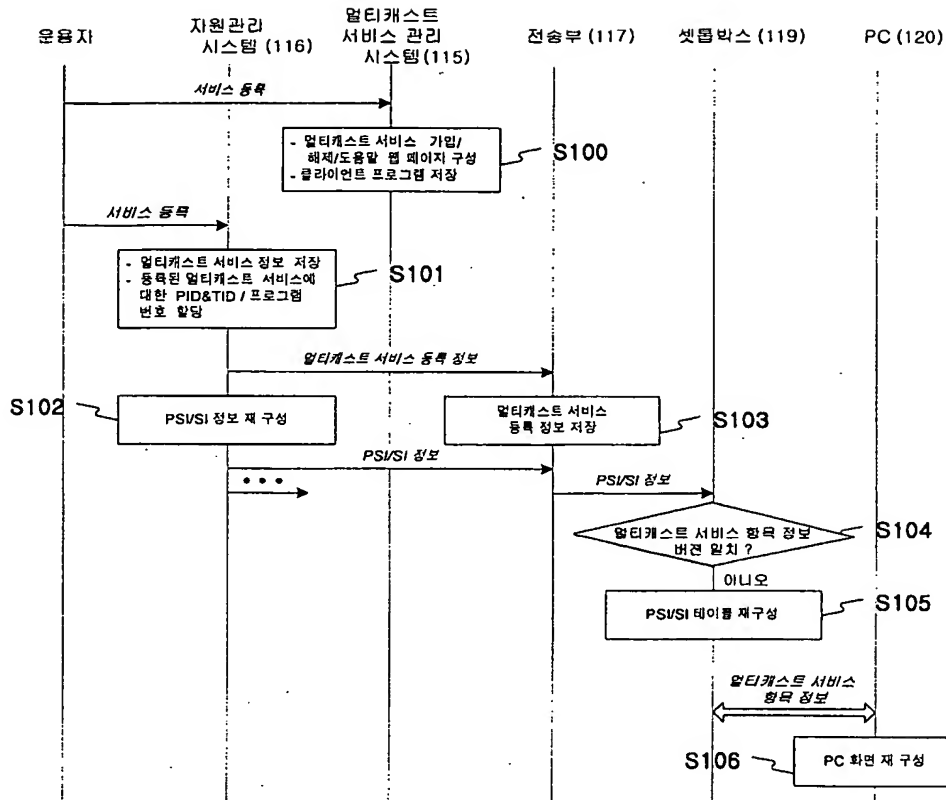 운용자
자원관리
시스템(116)
멀티캐스트
서비스 관리
시스템(115)
전송부(117)
셋톱박스(119)
PC(120)
서비스 등록
- 멀티캐스트 서비스 가입/
해제/도움말 웹 페이지 구성
- 클라이언트 프로그램 저장
S100
서비스 등록
- 멀티캐스트 서비스 정보 저장
- 등록된 멀티캐스트 서비스에
대한 PID&TID / 프로그램
번호 할당
S101
멀티캐스트 서비스 등록 정보
S102
PSI/SI 정보 재 구성
멀티캐스트 서비스
등록 정보 저장
S103
PSI/SI 정보
PSI/SI 정보
멀티캐스트 서비스 항목 정보
버젼 일치 ?
S104
아니오
PSI/SI 테이블 재구성
S105
멀티캐스트 서비스
항목 정보
S106
PC 화면 재 구성